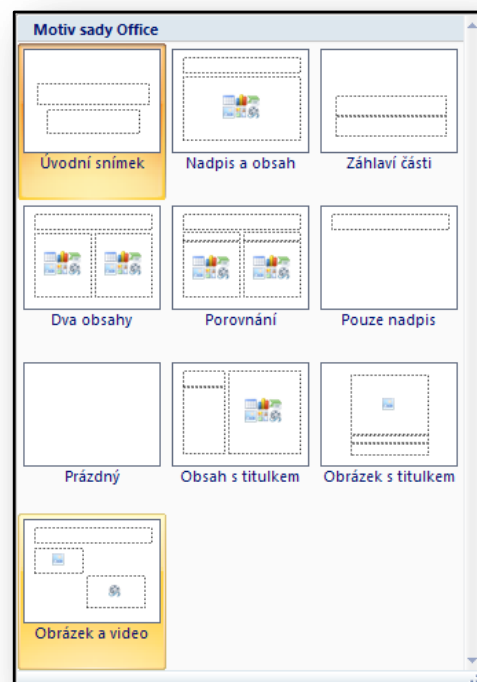 Motiv sady Office
Úvodní snímek
Nadpis a obsah
Záhlaví části
Dva obsahy
Porovnání
Pouze nadpis
Prázdný
Obsah s titulkem
Obrázek s titulkem
Obrázek a video